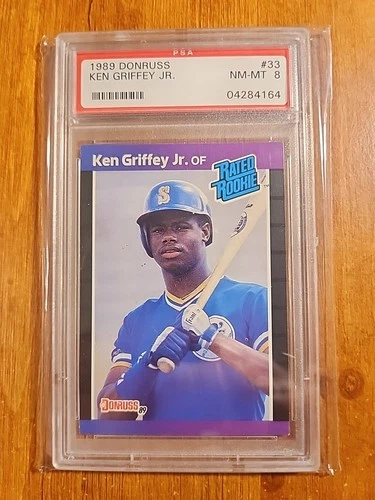 PSA
1989 DONRUSS #33
KEN GRIFFEY JR. NM-MT 8
04284164
Ken Griffey Jr. OF
RATED
ROOKIE
S
DONRUSS 89